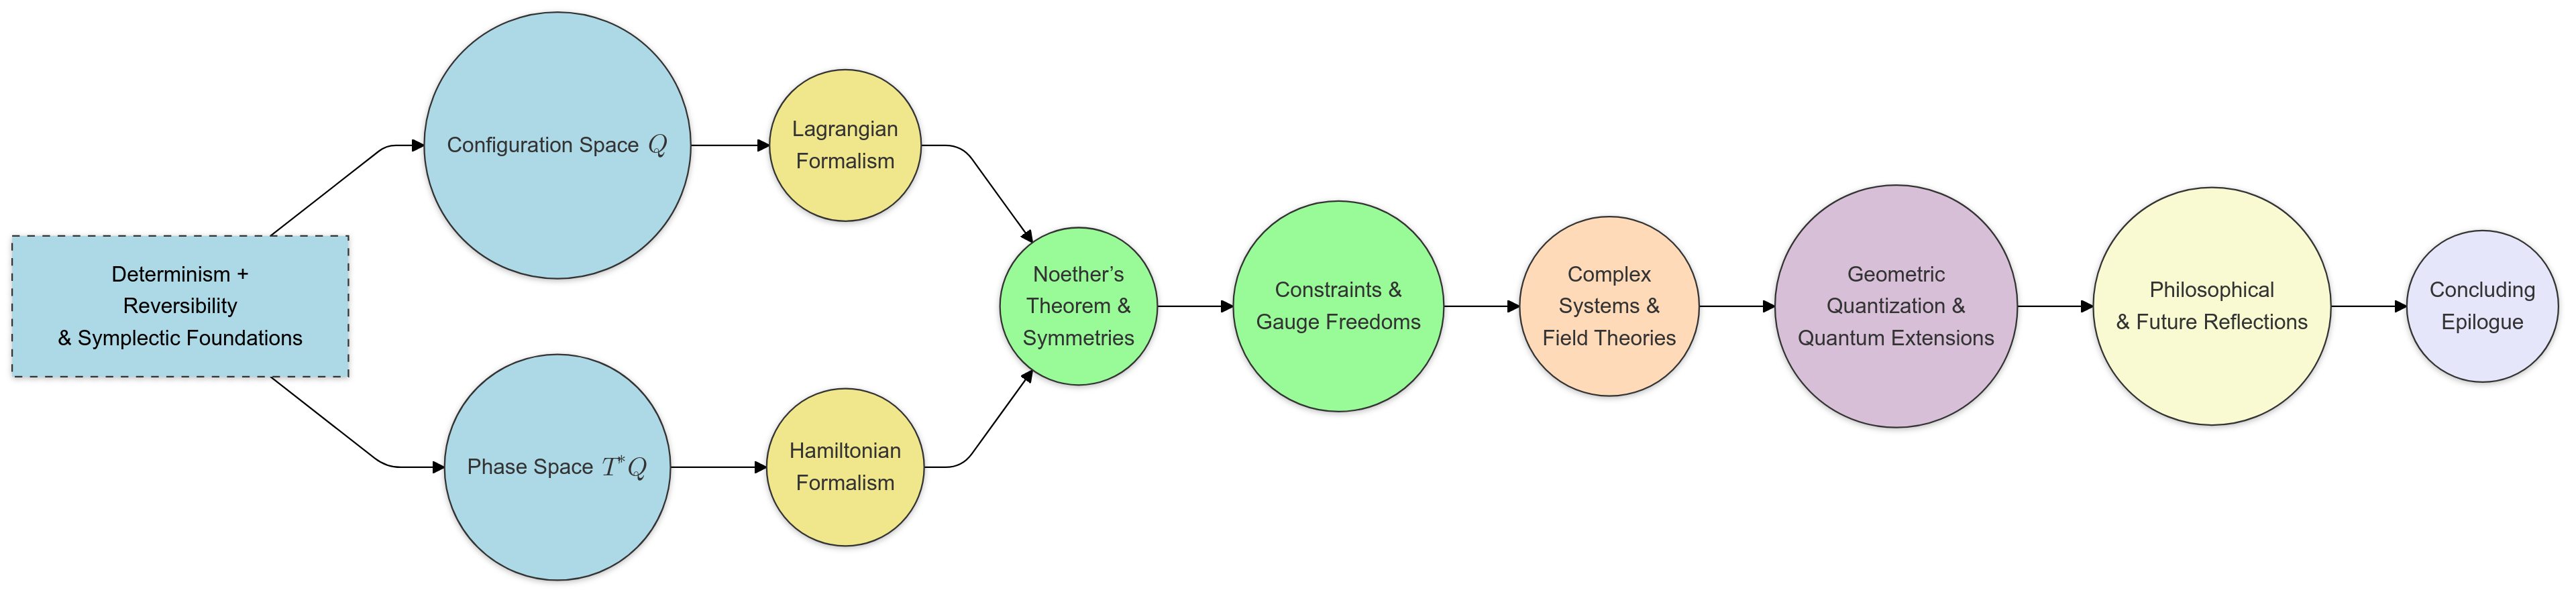 Determinism +
Reversibility
& Symplectic Foundations
Configuration Space Q
Lagrangian
Formalism
Phase Space T*Q
Hamiltonian
Formalism
Noether’s
Theorem &
Symmetries
Constraints &
Gauge Freedoms
Complex
Systems &
Field Theories
Geometric
Quantization &
Quantum Extensions
Philosophical
& Future Reflections
Concluding
Epilogue